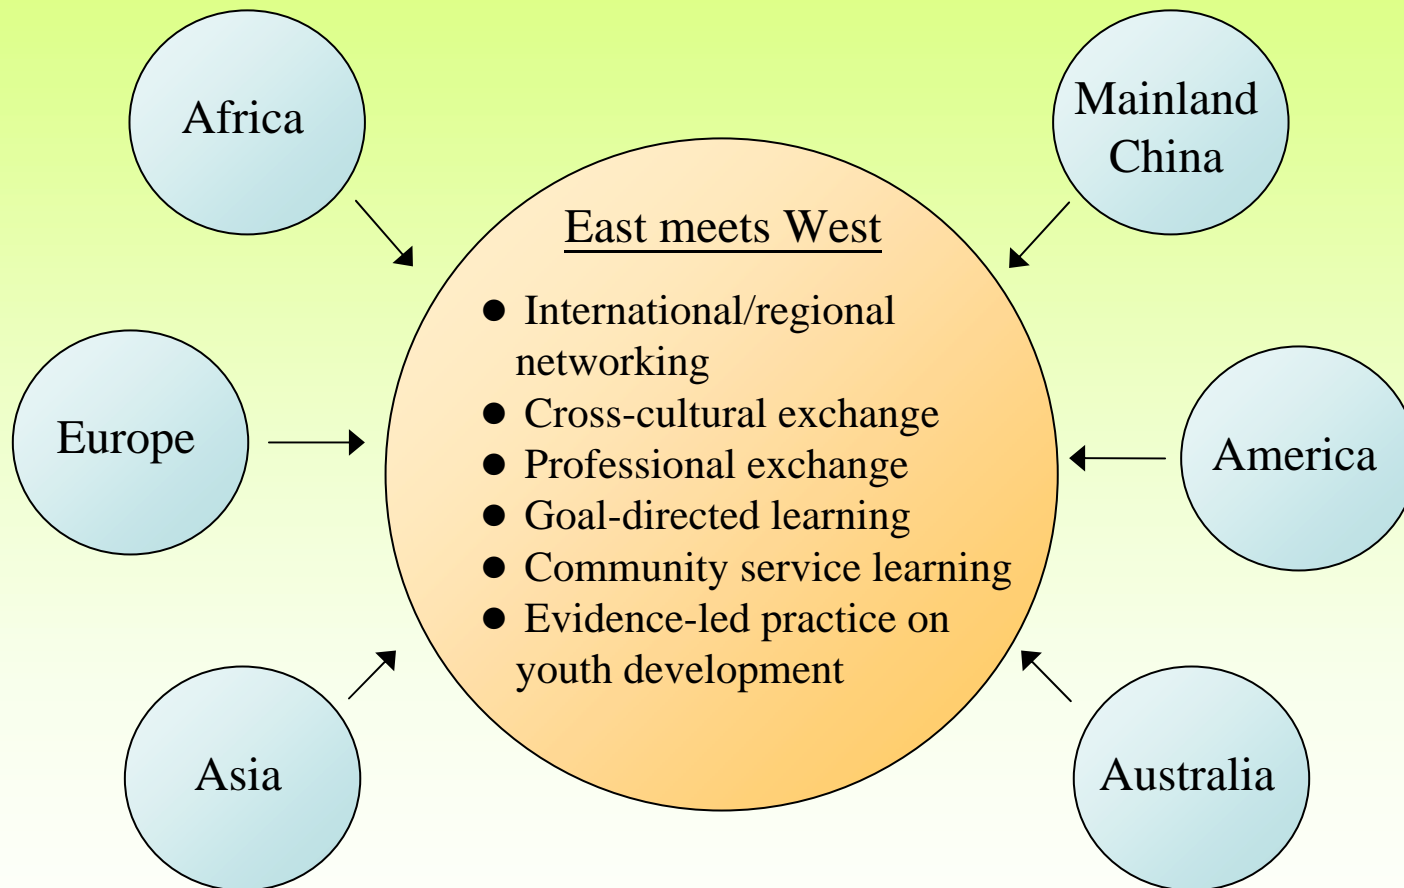 Africa
Mainland
China
East meets West
● International/regional
networking
● Cross-cultural exchange
● Professional exchange
● Goal-directed learning
● Community service learning
● Evidence-led practice on
youth development
Europe
America
Asia
Australia